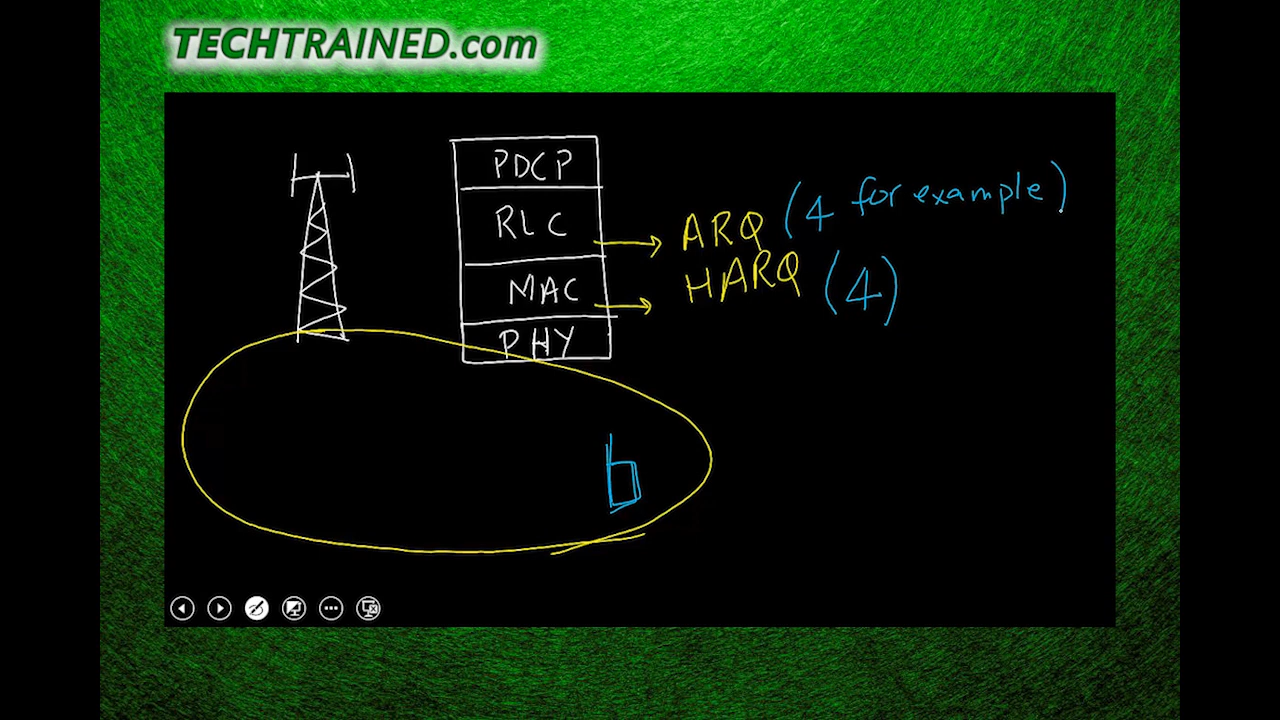 TECHTRAINED.com
PDCP
RLC
ARQ (4 for example)
MAC
HARQ (4)
PHY